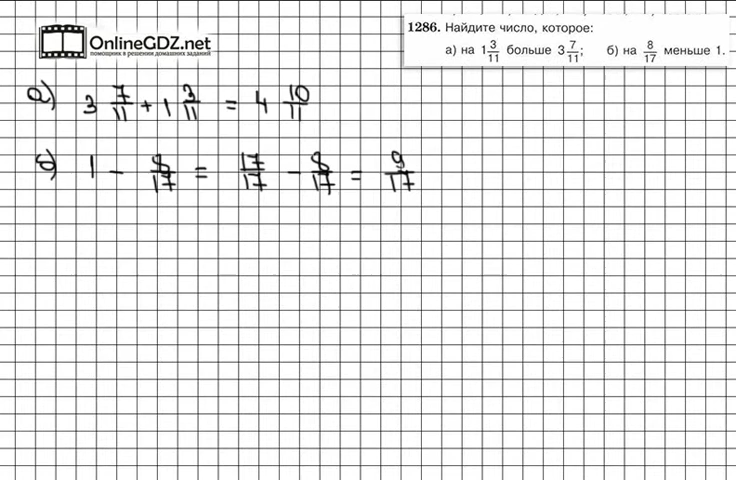 OnlineGDZ.net
помощник в решении домашних заданий
1286. Найдите число, которое:
а) на 1 3/11 больше 3 7/11; б) на 8/17 меньше 1.
а) 3 7/11 + 1 3/11 = 4 10/11
б) 1 - 8/17 = 17/17 - 8/17 = 9/17